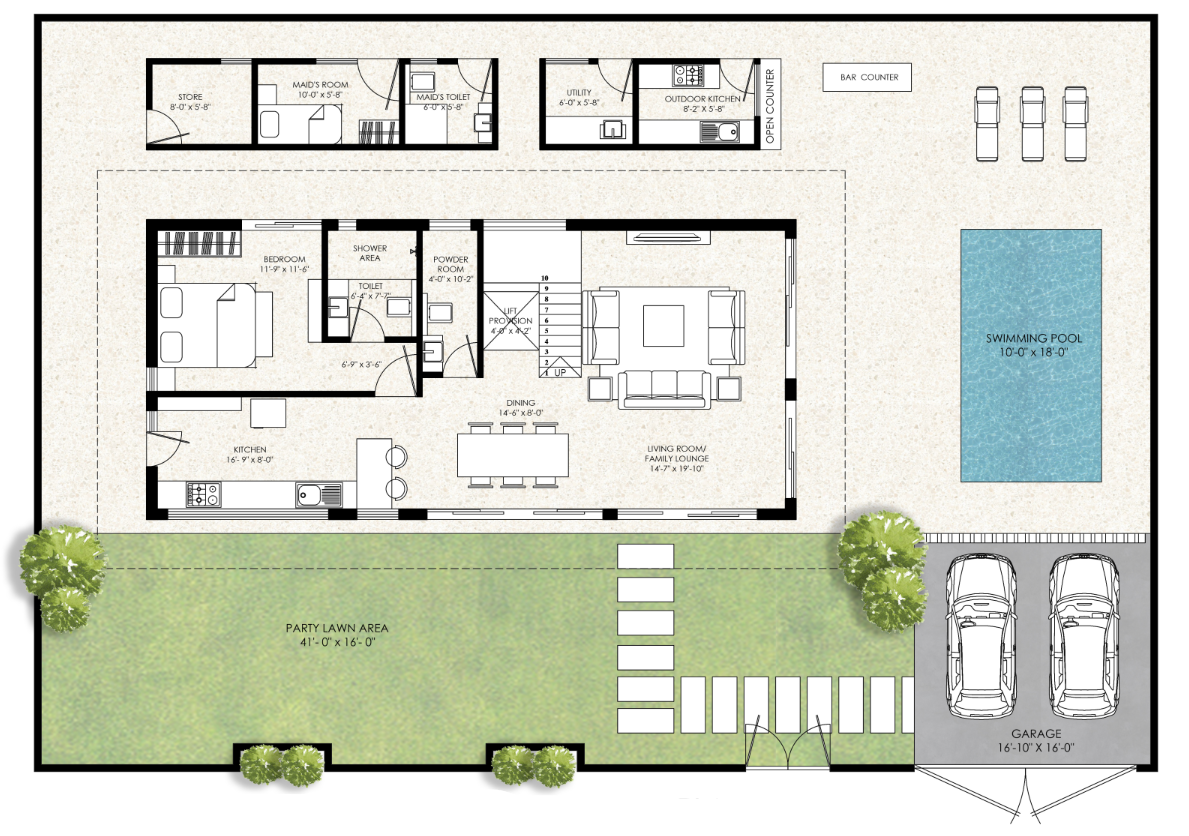 STORE
8'-0" x 5'-8"
MAID'S ROOM
10'-0" x 5'-8"
MAID'S TOILET
6'-0" x 5'-8"
UTILITY
6'-0" x 5'-8"
OUTDOOR KITCHEN
8'-2" X 5'-8"
OPEN COUNTER
BAR COUNTER
BEDROOM
11'-9" x 11'-6"
SHOWER
AREA
TOILET
6'-4" x 7'-7"
POWDER
ROOM
4'-0" x 10'-2"
6'-9" x 3'-6"
LIFT
PROVISION
4'-0" x 4'-2"
10
9
8
7
6
5
4
3
2
1 UP
SWIMMING POOL
10'-0" x 18'-0"
DINING
14'-6" x 8'-0"
KITCHEN
16'- 9" x 8'-0"
LIVING ROOM/
FAMILY LOUNGE
14'-7" x 19'-10"
PARTY LAWN AREA
41'- 0" x 16'- 0"
GARAGE
16'-10" X 16'-0"